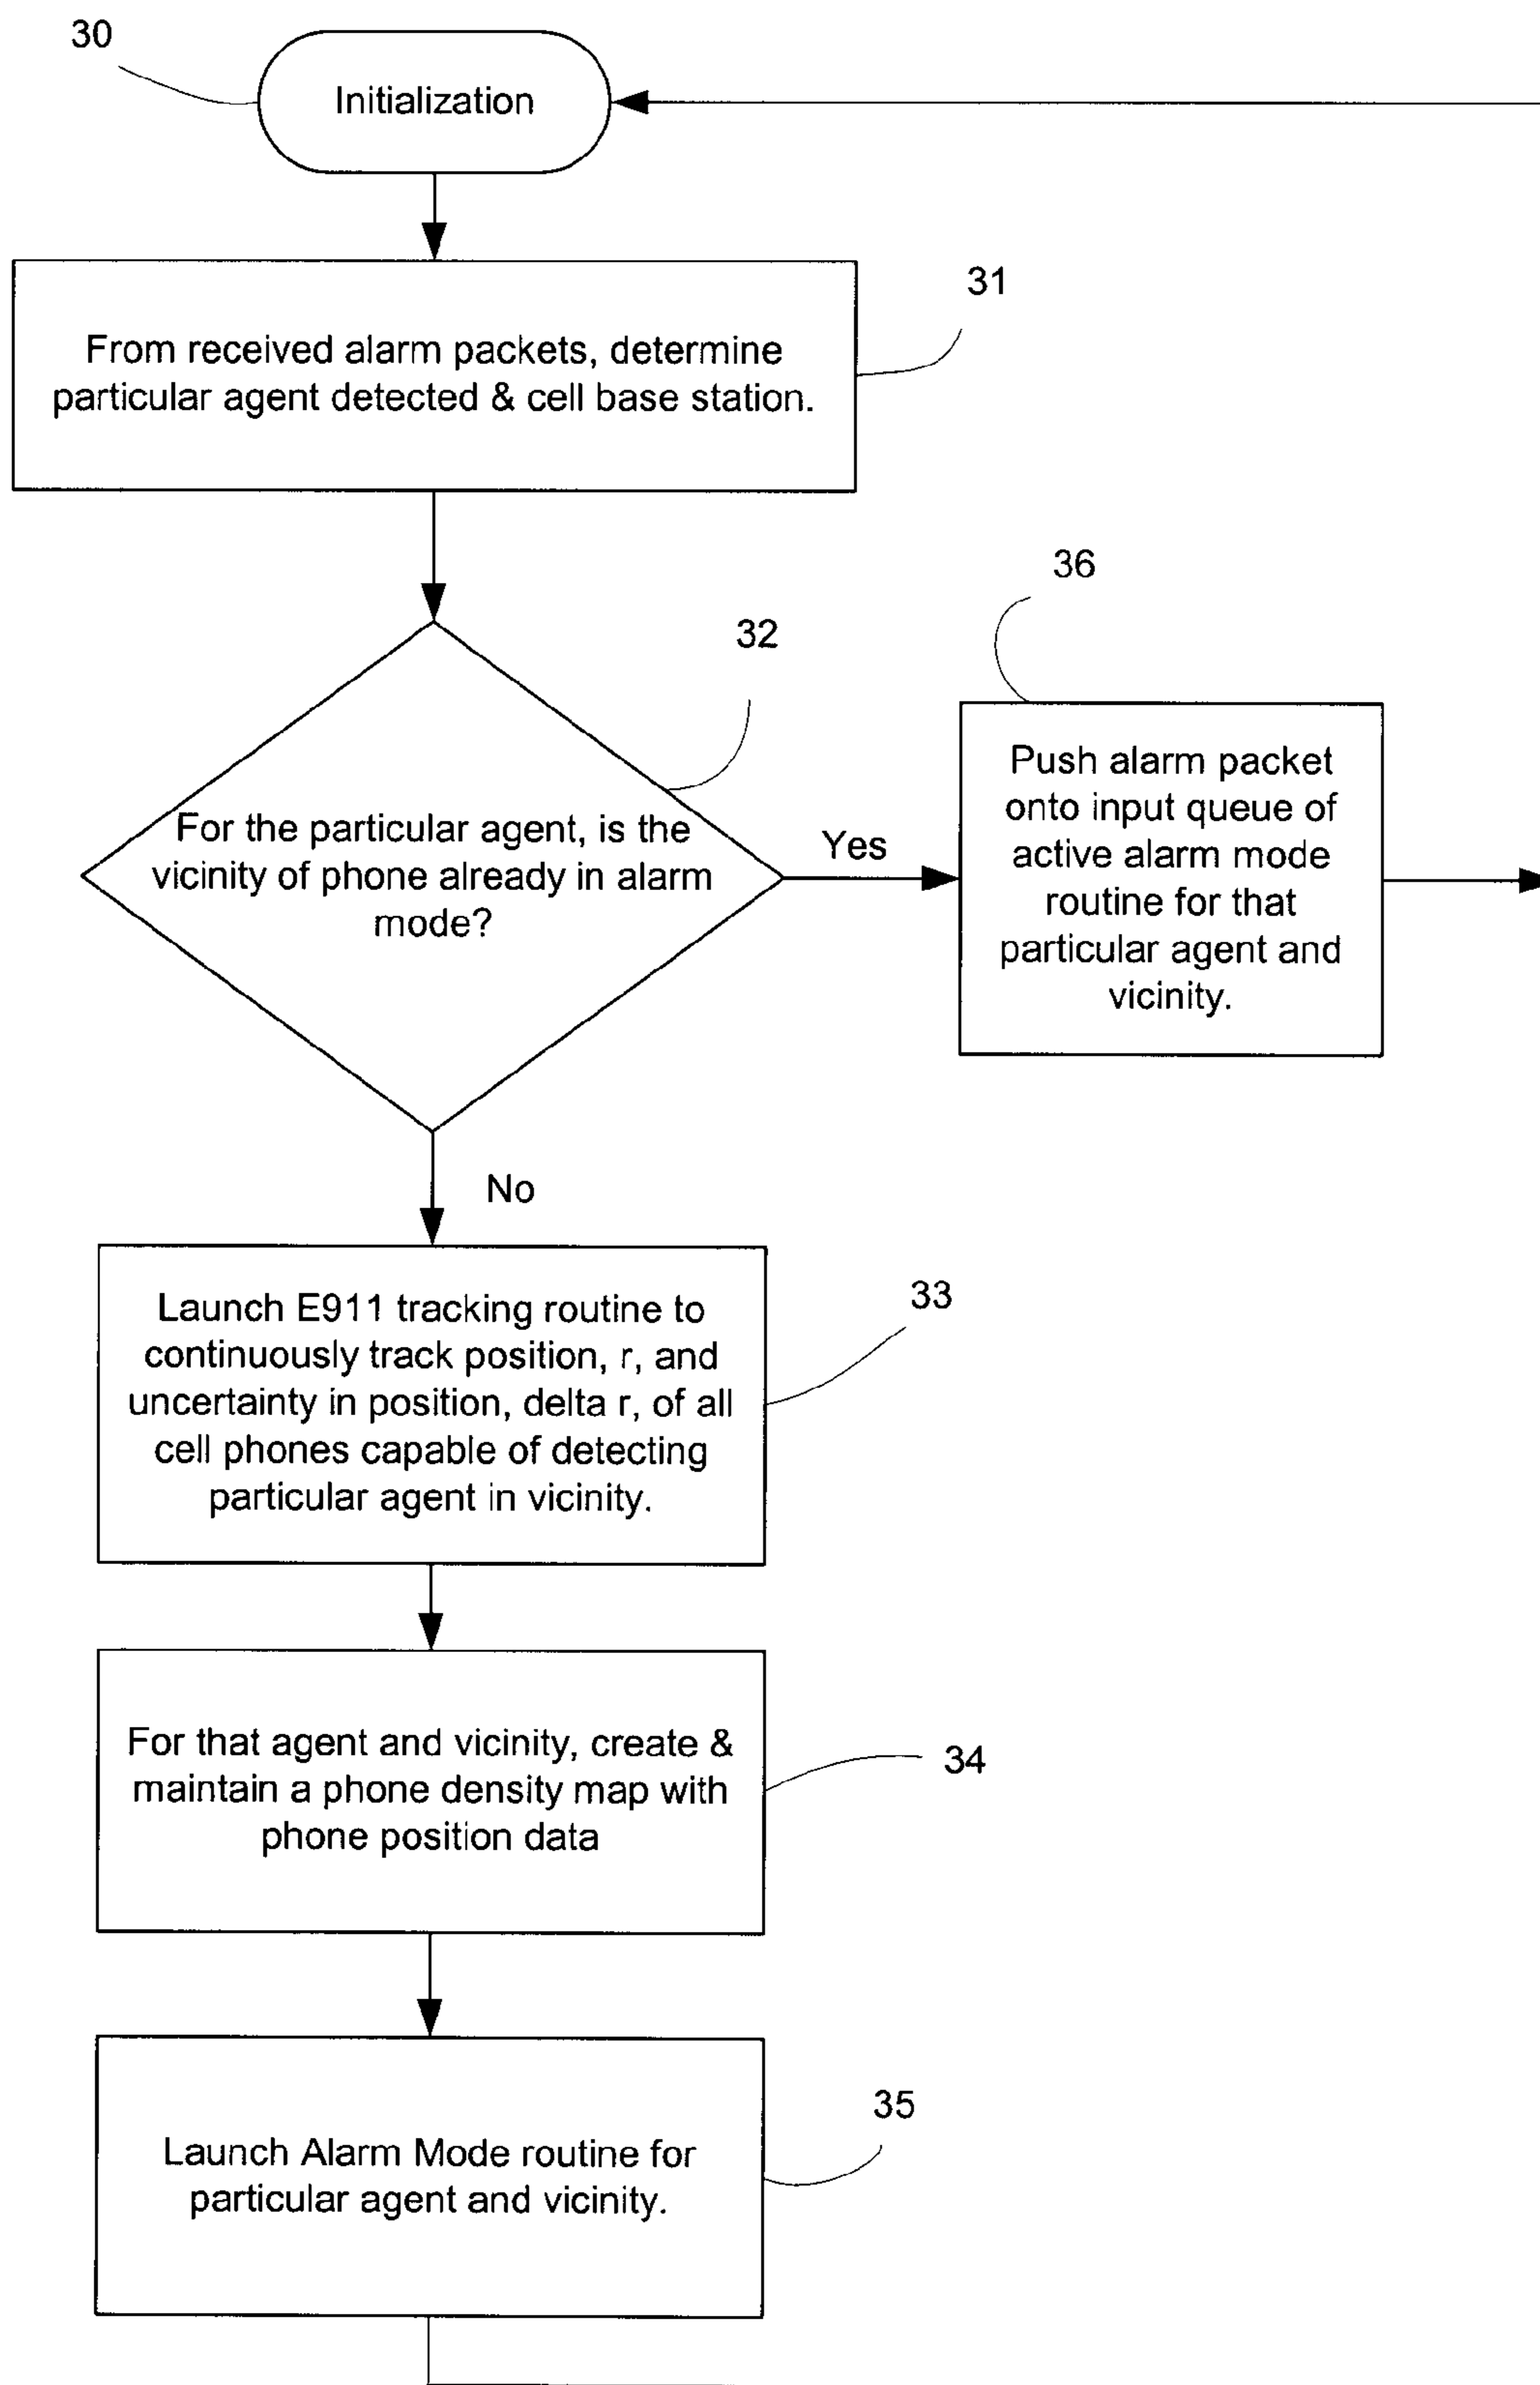 30
Initialization
31
From received alarm packets, determine
particular agent detected & cell base station.
36
32
Push alarm packet
onto input queue of
active alarm mode
routine for that
particular agent and
vicinity.
For the particular agent, is the
vicinity of phone already in alarm
mode?
Yes
No
33
Launch E911 tracking routine to
continuously track position, r, and
uncertainty in position, delta r, of all
cell phones capable of detecting
particular agent in vicinity.
For that agent and vicinity, create &
maintain a phone density map with
phone position data
34
35
Launch Alarm Mode routine for
particular agent and vicinity.